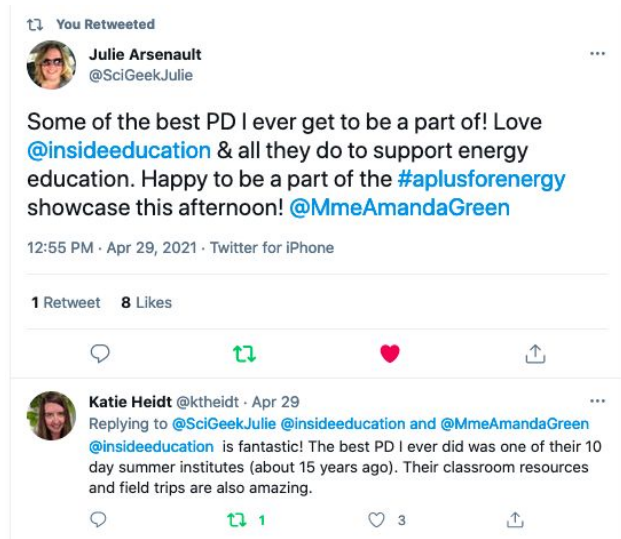 You Retweeted
Julie Arsenault
@SciGeekJulie
Some of the best PD I ever get to be a part of! Love
@insideeducation & all they do to support energy
education. Happy to be a part of the #aplusforenergy
showcase this afternoon! @MmeAmandaGreen
12:55 PM · Apr 29, 2021 · Twitter for iPhone
1 Retweet 8 Likes
Katie Heidt @ktheidt · Apr 29
Replying to @SciGeekJulie @insideeducation and @MmeAmandaGreen
@insideeducation is fantastic! The best PD I ever did was one of their 10
day summer institutes (about 15 years ago). Their classroom resources
and field trips are also amazing.
1 3